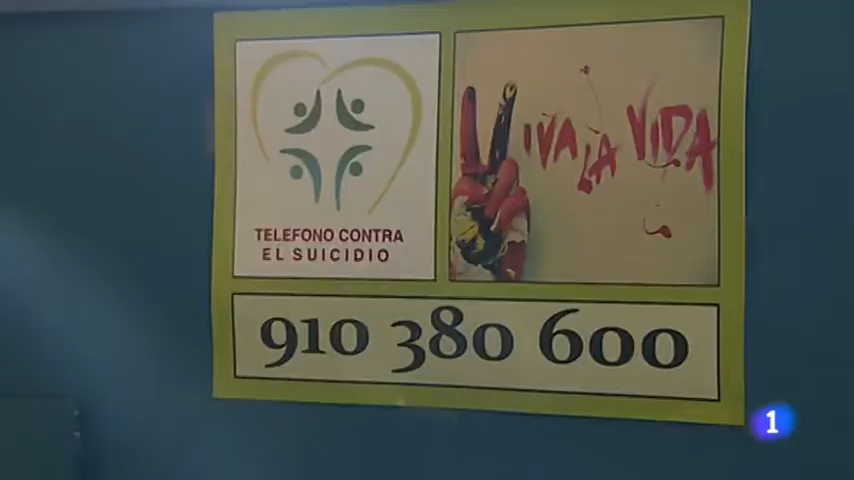 TELEFONO CONTRA
EL SUICIDIO
VIVA LA VIDA
910 380 600
1